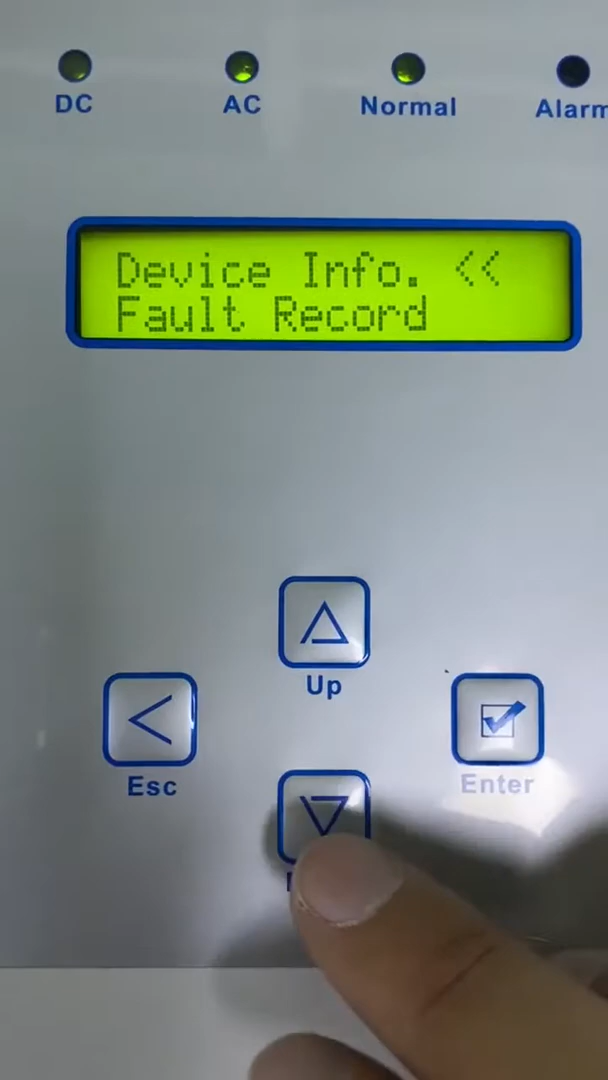 DC AC Normal Alarm
Device Info. <<
Fault Record
Up
Esc Enter